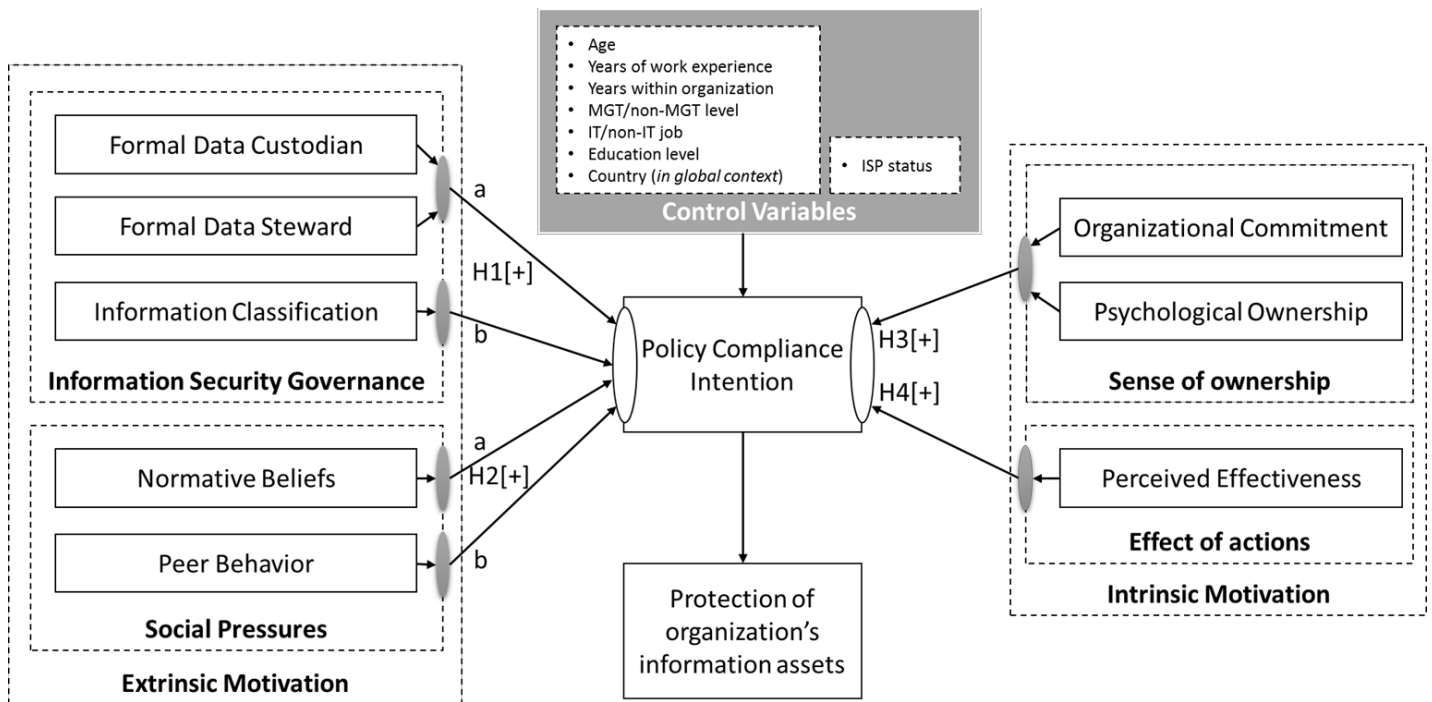 Formal Data Custodian
Formal Data Steward
Information Classification
Information Security Governance
Normative Beliefs
Peer Behavior
Social Pressures
Extrinsic Motivation
a
H1[+]
b
a
H2[+]
b
• Age
• Years of work experience
• Years within organization
• MGT/non-MGT level
• IT/non-IT job
• Education level
• Country (in global context)
• ISP status
Control Variables
Policy Compliance
Intention
Protection of
organization’s
information assets
H3[+]
H4[+]
Organizational Commitment
Psychological Ownership
Sense of ownership
Perceived Effectiveness
Effect of actions
Intrinsic Motivation